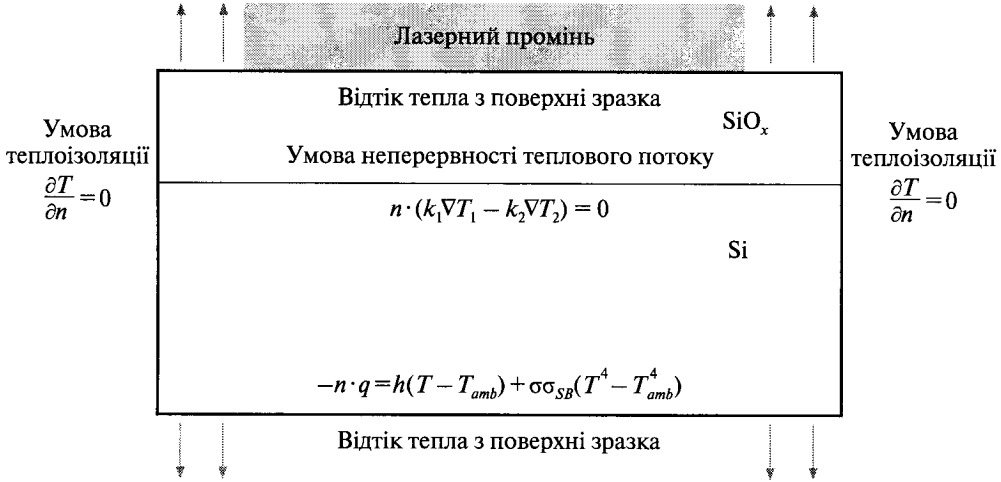 Лазерний промінь
Відтік тепла з поверхні зразка
SiOₓ
Умова
теплоізоляції
∂T/∂n = 0
Умова неперервності теплового потоку
Умова
теплоізоляції
∂T/∂n = 0
n·(k₁∇T₁ − k₂∇T₂) = 0
Si
−n·q = h(T − T_amb) + σσ_SB(T⁴ − T⁴_amb)
Відтік тепла з поверхні зразка